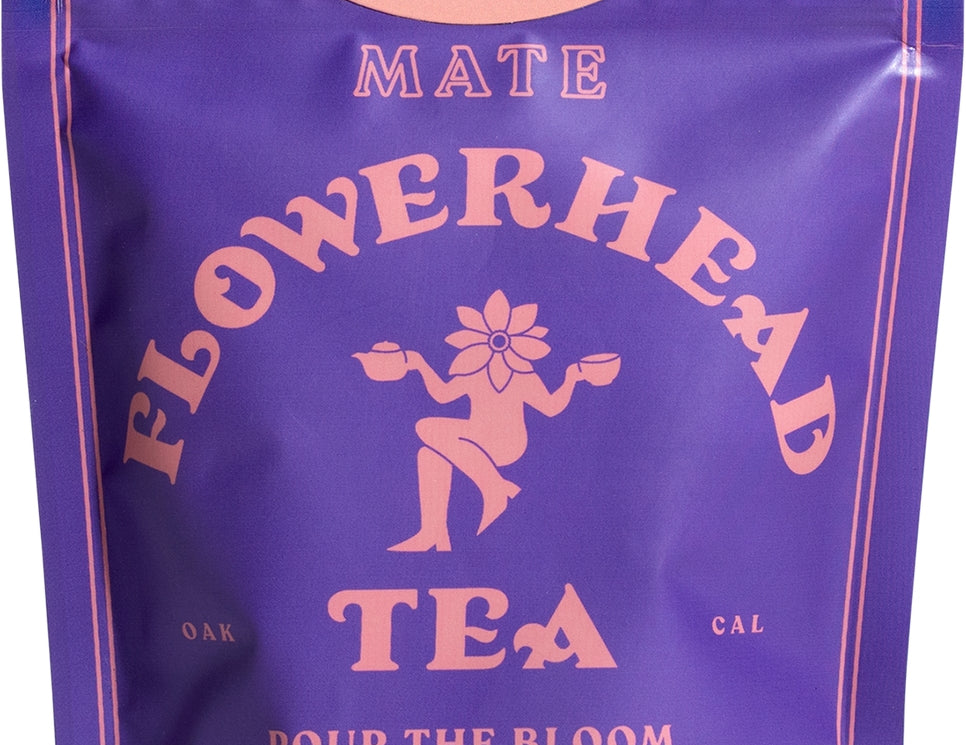 MATE
FLOWERHEAD
TEA
OAK CAL
POUR THE BLOOM